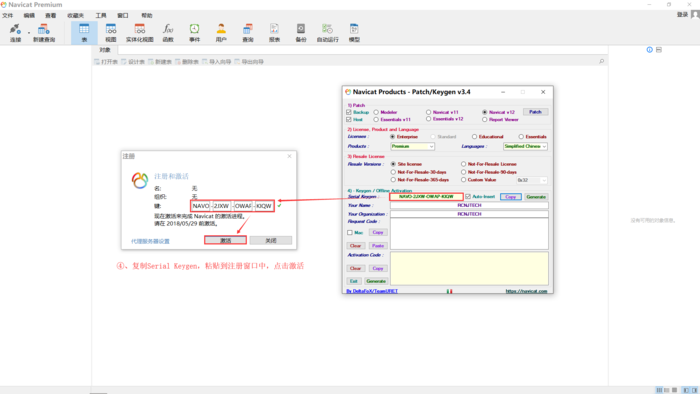 Navicat Premium
文件 编辑 查看 收藏夹 工具 窗口 帮助
登录
连接 新建查询 表 视图 实体化视图 函数 事件 用户 查询 报表 备份 自动运行 模型
对象
打开表 设计表 新建表 删除表 导入向导 导出向导
没有可用的对象信息。
注册
注册和激活
名: 无
组织: 无
键: NAVO - 2JXW - OWAF - KIQW
现在激活来完成 Navicat 的激活进程。
请在 2018/05/29 前激活。
代理服务器设置 激活 关闭
④、复制Serial Keygen，粘贴到注册窗口中，点击激活
Navicat Products - Patch/Keygen v3.4
1) Patch
Backup Modeler Navicat v11 Navicat v12 Patch
Host Essentials v11 Essentials v12 Report Viewer
2) License, Product and Language
Licenses : Enterprise Standard Educational Essentials
Products : Premium Languages : Simplified Chinese
3) Resale License
Resale Versions : Site license Not-For-Resale License
Not-For-Resale-30-days Not-For-Resale-90-days
Not-For-Resale-365-days Custom Value 0x32
4) - Keygen / Offline Activation
Serial Keygen : NAVO-2JXW-OWAF-KIQW Auto Insert Copy Generate
Your Name : RCNJTECH
Your Organization : RCNJTECH
Request Code :
Mac Copy
Clear Paste
Activation Code :
Clear Copy
Exit Generate
By DeltaFoX/TeamURET https://navicat.com